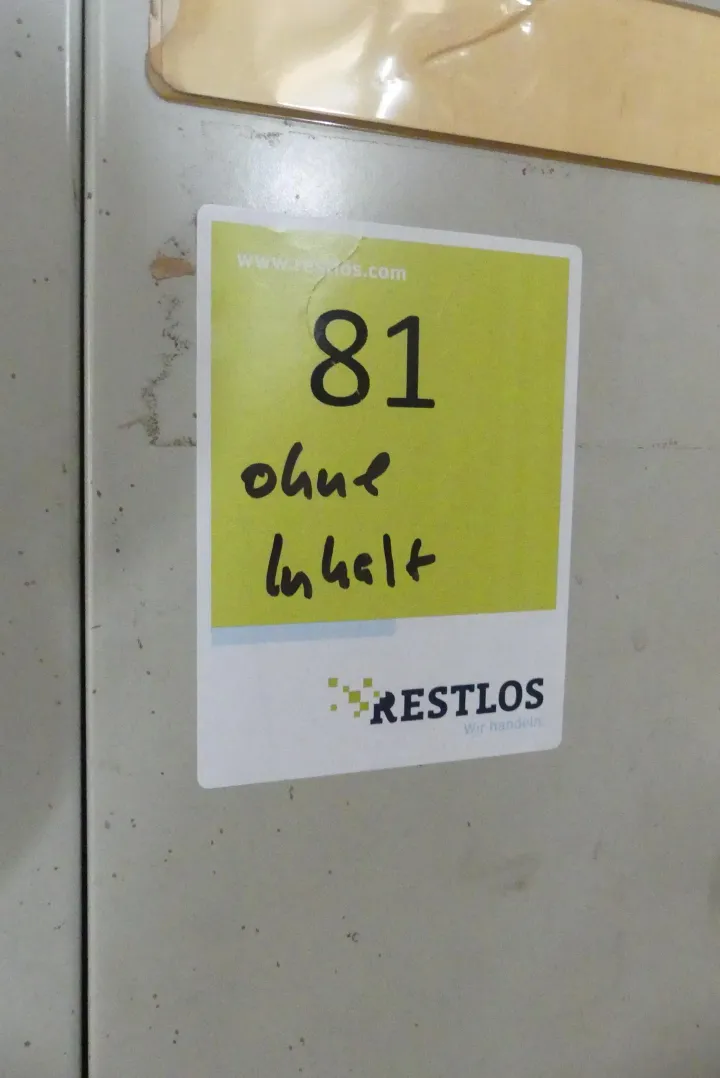 www.restlos.com
81
ohne
Inhalt
RESTLOS
Wir handeln.